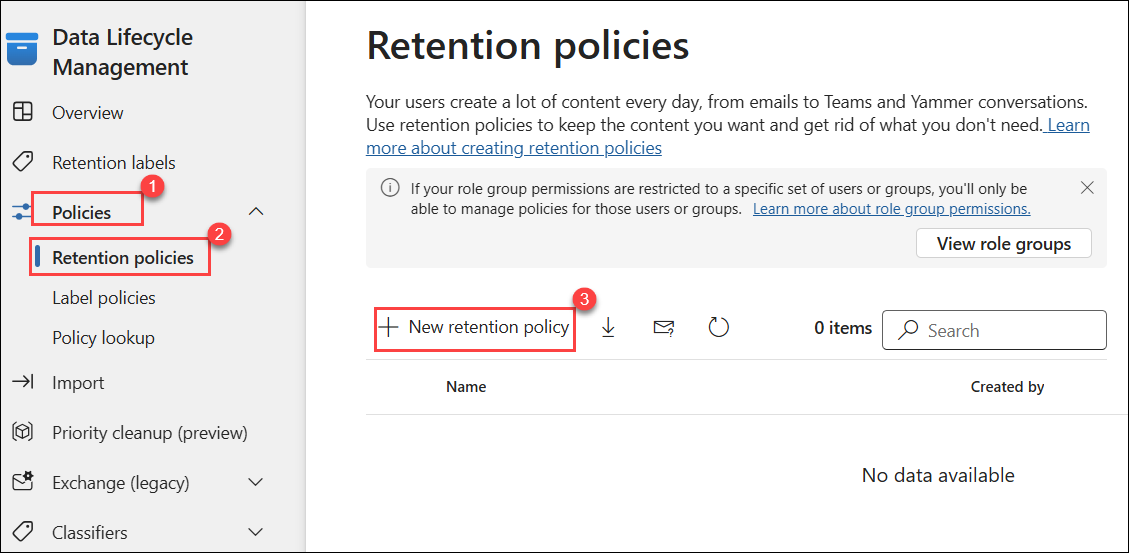 Data Lifecycle
Management
Overview
Retention labels
1
Policies
2
Retention policies
Label policies
Policy lookup
Import
Priority cleanup (preview)
Exchange (legacy)
Classifiers
Retention policies
Your users create a lot of content every day, from emails to Teams and Yammer conversations.
Use retention policies to keep the content you want and get rid of what you don't need. Learn
more about creating retention policies
If your role group permissions are restricted to a specific set of users or groups, you'll only be
able to manage policies for those users or groups. Learn more about role group permissions.
View role groups
3
New retention policy
0 items
Search
Name
Created by
No data available